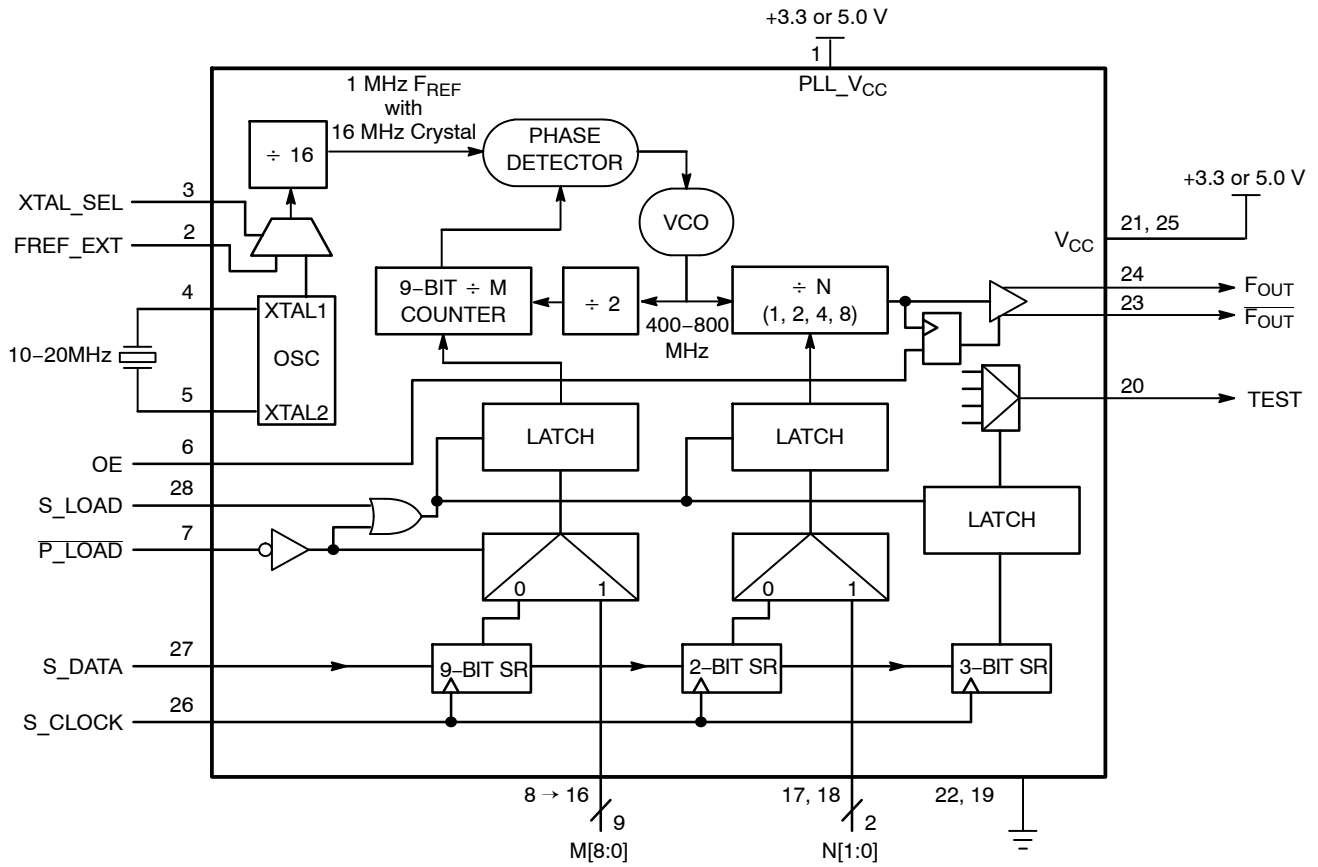 +3.3 or 5.0 V
1
PLL_VCC
1 MHz FREF
with
16 MHz Crystal
÷ 16
PHASE
DETECTOR
+3.3 or 5.0 V
XTAL_SEL
3
FREF_EXT
2
VCO
21, 25
VCC
4
XTAL1
9−BIT ÷ M
COUNTER
÷ 2
÷ N
(1, 2, 4, 8)
24
FOUT
23
F̅O̅U̅T̅
400−800
MHz
10−20MHz
OSC
5
XTAL2
20
TEST
LATCH
LATCH
OE
6
S_LOAD
28
LATCH
P̅_̅L̅O̅A̅D̅
7
0 1
0 1
S_DATA
27
9−BIT SR
2−BIT SR
3−BIT SR
S_CLOCK
26
8 → 16
9
M[8:0]
17, 18
2
N[1:0]
22, 19